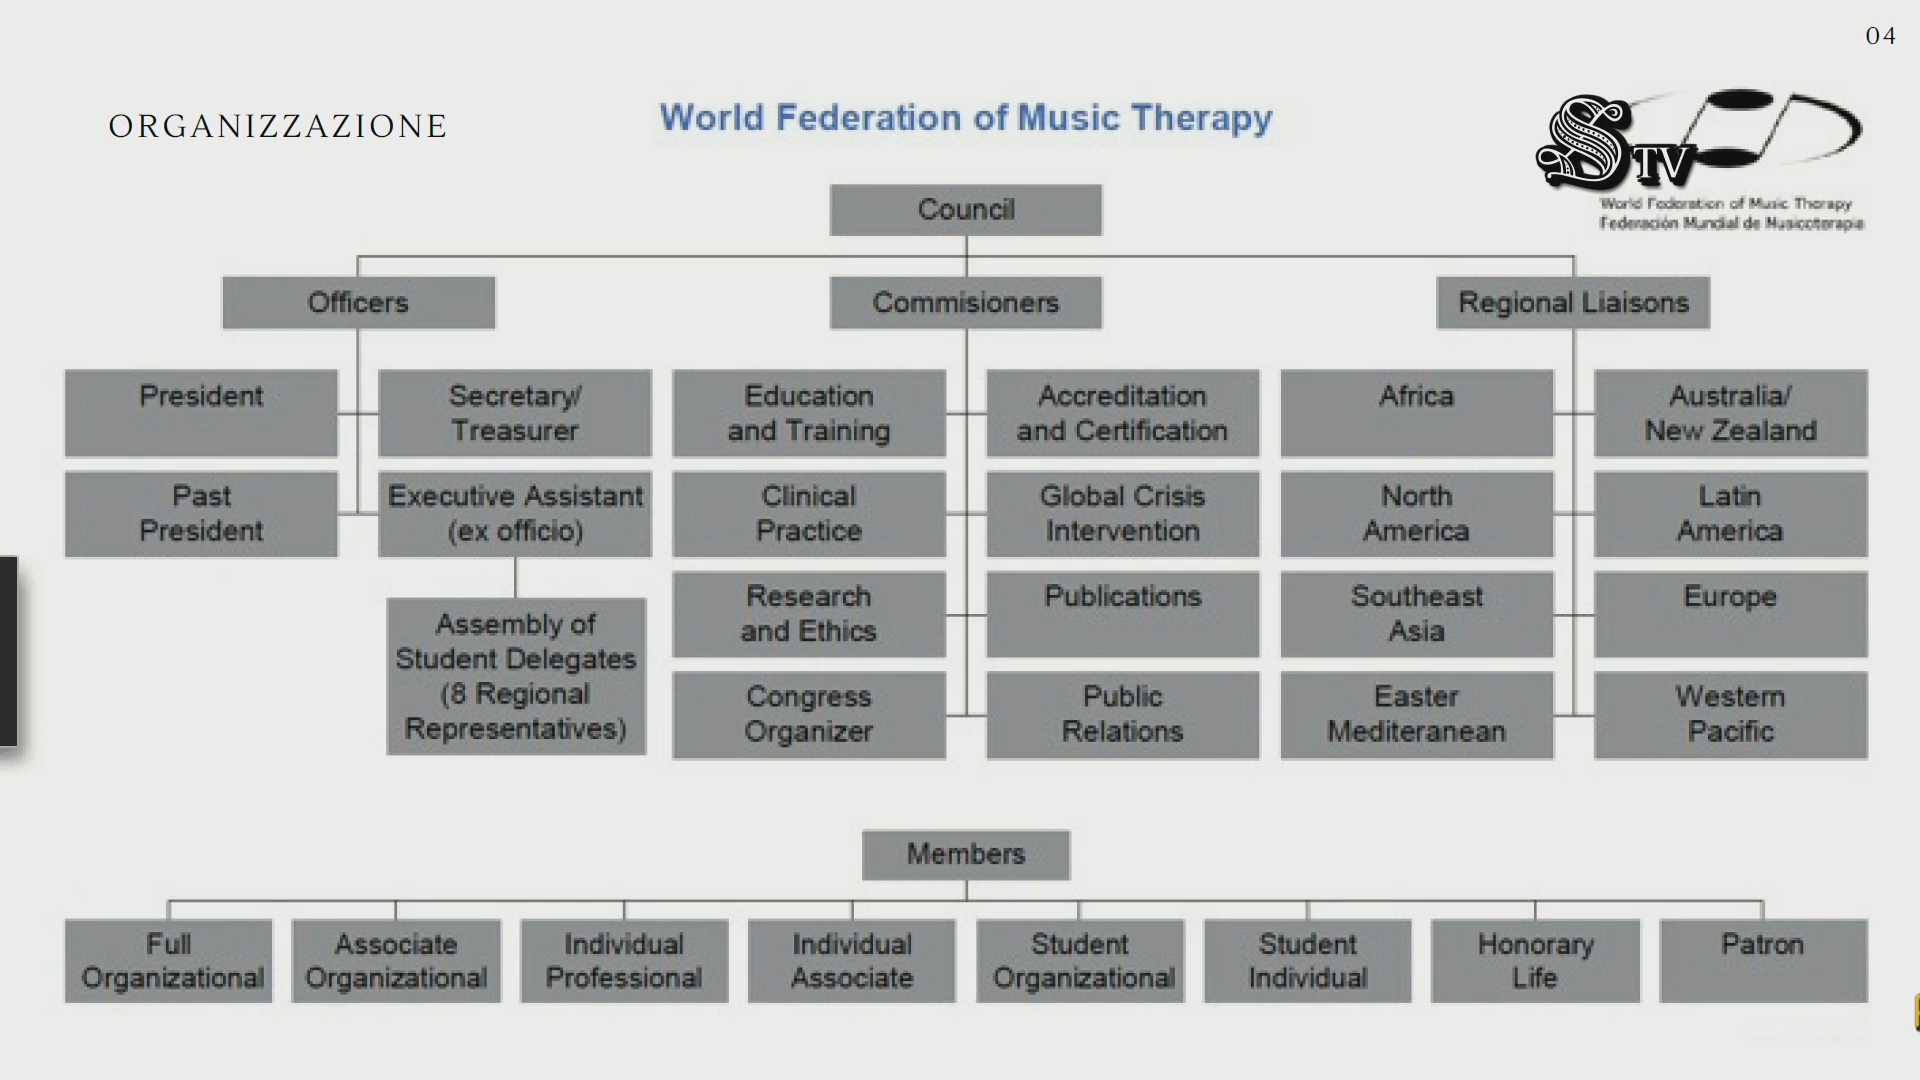 04
ORGANIZZAZIONE
World Federation of Music Therapy
STV
World Federation of Music Therapy
Federación Mundial de Musicoterapia
Council
Officers
Commisioners
Regional Liaisons
President
Secretary/
Treasurer
Past
President
Executive Assistant
(ex officio)
Assembly of
Student Delegates
(8 Regional
Representatives)
Education
and Training
Accreditation
and Certification
Clinical
Practice
Global Crisis
Intervention
Research
and Ethics
Publications
Congress
Organizer
Public
Relations
Africa
Australia/
New Zealand
North
America
Latin
America
Southeast
Asia
Europe
Easter
Mediteranean
Western
Pacific
Members
Full
Organizational
Associate
Organizational
Individual
Professional
Individual
Associate
Student
Organizational
Student
Individual
Honorary
Life
Patron